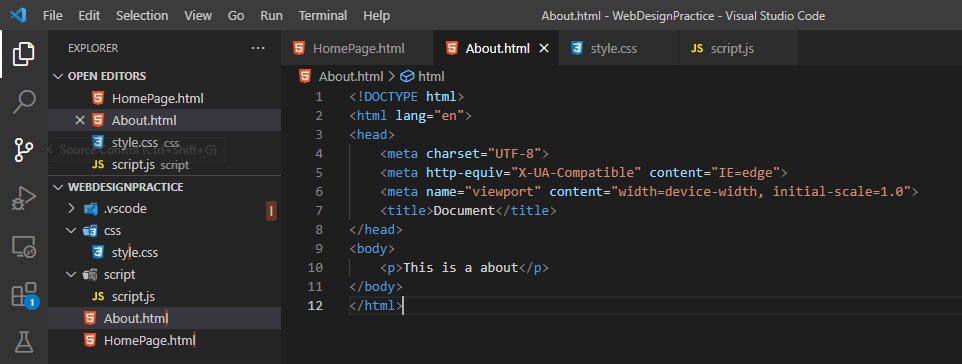 File Edit Selection View Go Run Terminal Help About.html - WebDesignPractice - Visual Studio Code
EXPLORER ···
HomePage.html About.html style.css script.js
OPEN EDITORS
HomePage.html
About.html
style.css css
script.js script
Source Control (Ctrl+Shift+G)
WEBDESIGNPRACTICE
.vscode
css
style.css
script
JS script.js
About.html
HomePage.html
1
About.html > html
1 <!DOCTYPE html>
2 <html lang="en">
3 <head>
4 <meta charset="UTF-8">
5 <meta http-equiv="X-UA-Compatible" content="IE=edge">
6 <meta name="viewport" content="width=device-width, initial-scale=1.0">
7 <title>Document</title>
8 </head>
9 <body>
10 <p>This is a about</p>
11 </body>
12 </html>